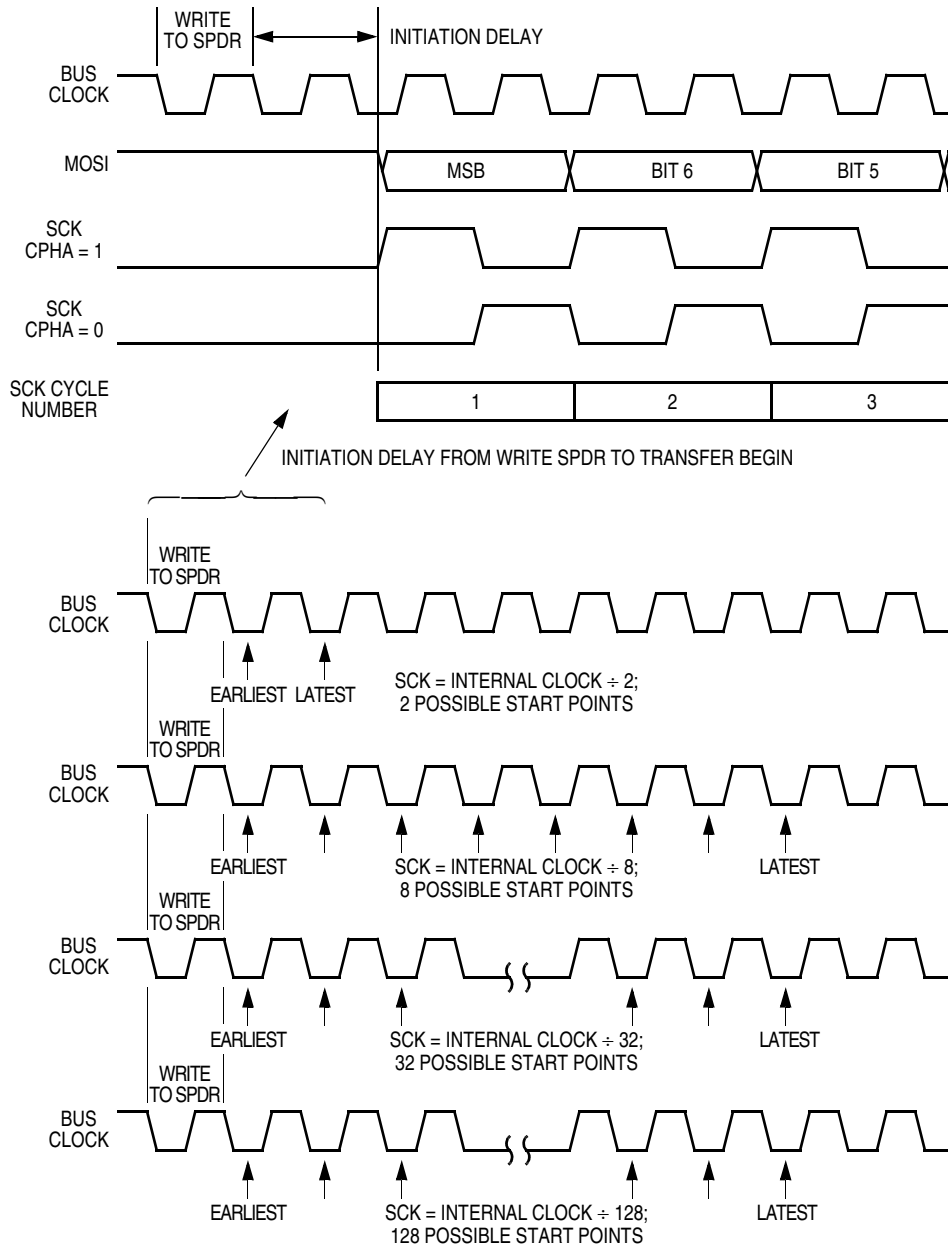 WRITE
TO SPDR
INITIATION DELAY
BUS
CLOCK
MOSI
MSB
BIT 6
BIT 5
SCK
CPHA = 1
SCK
CPHA = 0
SCK CYCLE
NUMBER
1
2
3
INITIATION DELAY FROM WRITE SPDR TO TRANSFER BEGIN
WRITE
TO SPDR
BUS
CLOCK
EARLIEST
LATEST
SCK = INTERNAL CLOCK ÷ 2;
2 POSSIBLE START POINTS
WRITE
TO SPDR
BUS
CLOCK
EARLIEST
SCK = INTERNAL CLOCK ÷ 8;
8 POSSIBLE START POINTS
LATEST
WRITE
TO SPDR
BUS
CLOCK
EARLIEST
SCK = INTERNAL CLOCK ÷ 32;
32 POSSIBLE START POINTS
LATEST
WRITE
TO SPDR
BUS
CLOCK
EARLIEST
SCK = INTERNAL CLOCK ÷ 128;
128 POSSIBLE START POINTS
LATEST